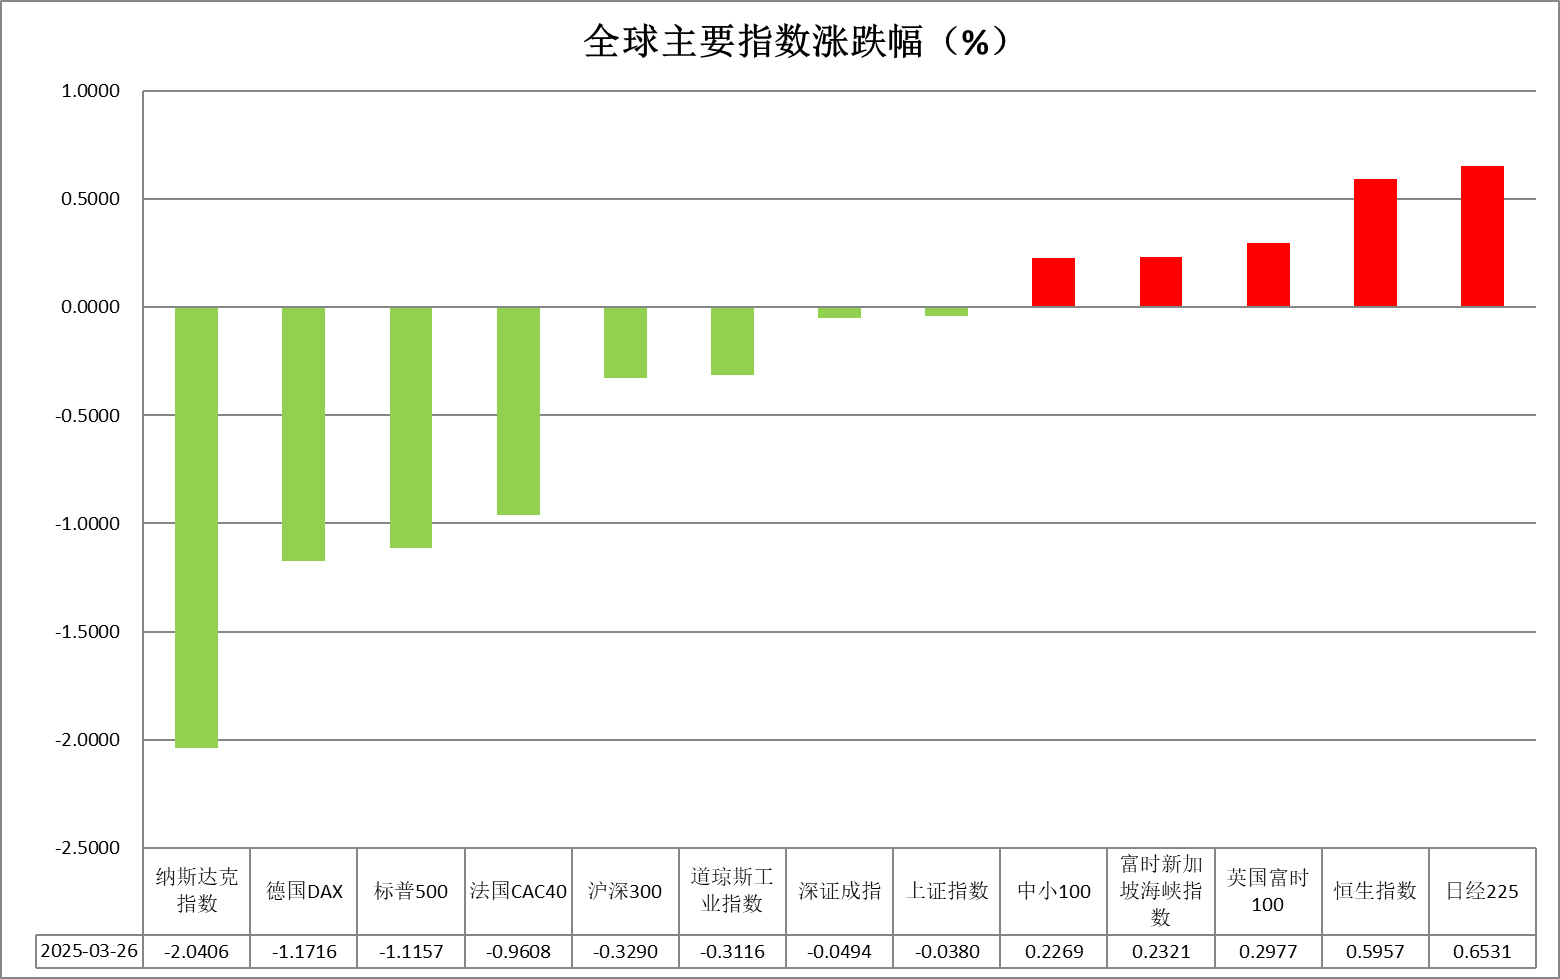 全球主要指数涨跌幅（%）
1.0000
0.5000
0.0000
-0.5000
-1.0000
-1.5000
-2.0000
-2.5000
纳斯达克
指数
德国DAX
标普500
法国CAC40
沪深300
道琼斯工
业指数
深证成指
上证指数
中小100
富时新加
坡海峡指
数
英国富时
100
恒生指数
日经225
2025-03-26 -2.0406 -1.1716 -1.1157 -0.9608 -0.3290 -0.3116 -0.0494 -0.0380 0.2269 0.2321 0.2977 0.5957 0.6531